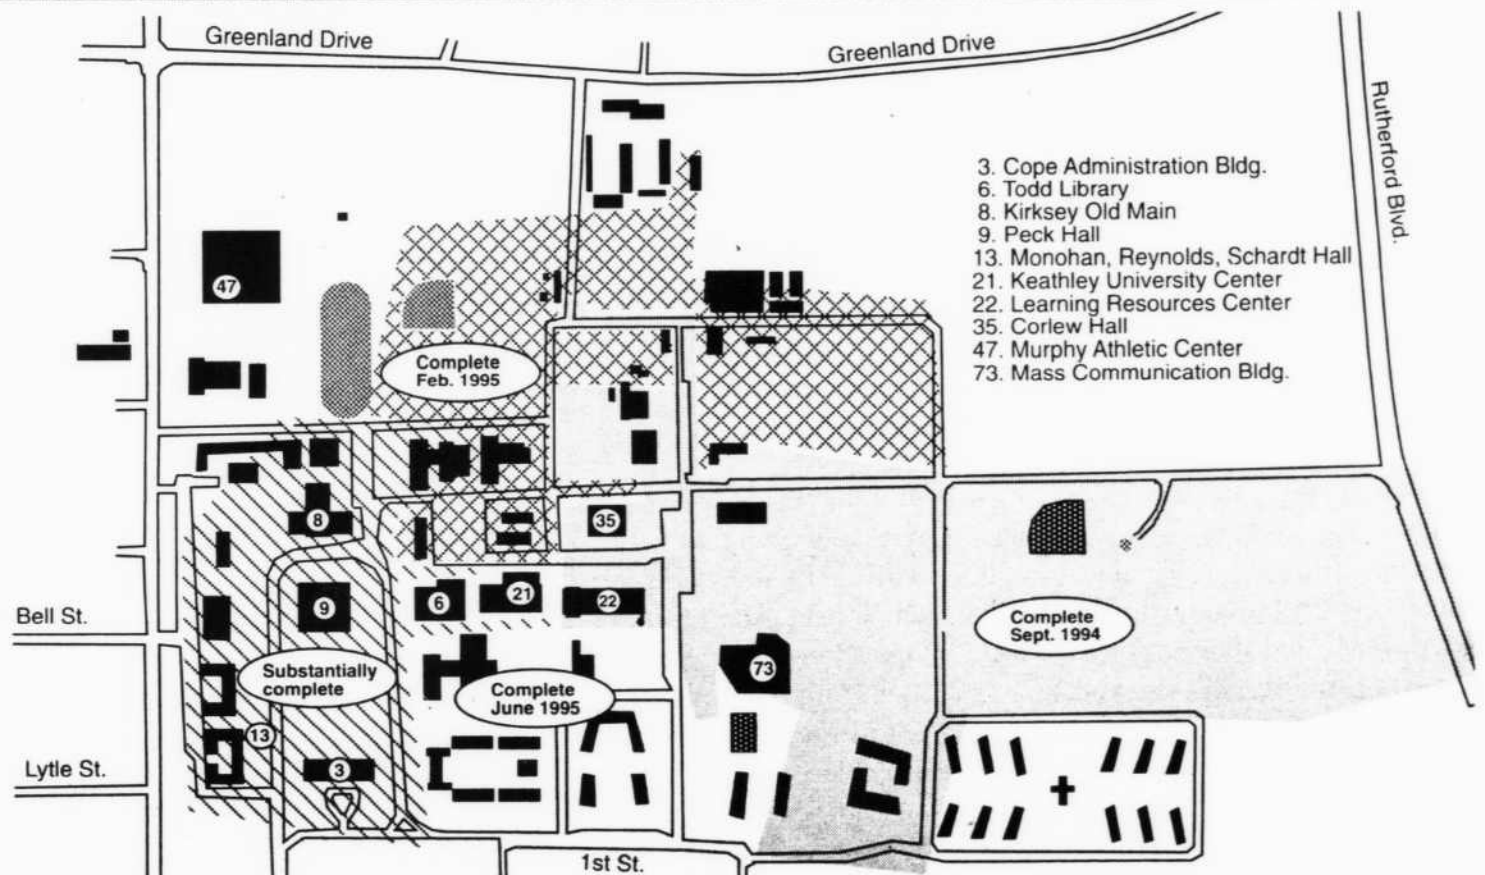 Greenland Drive
Greenland Drive
Rutherford Blvd.
3. Cope Administration Bldg.
6. Todd Library
8. Kirksey Old Main
9. Peck Hall
13. Monohan, Reynolds, Schardt Hall
21. Keathley University Center
22. Learning Resources Center
35. Corlew Hall
47. Murphy Athletic Center
73. Mass Communication Bldg.
47
Complete
Feb. 1995
8
35
9
6
21
22
Bell St.
Complete
Sept. 1994
Substantially
complete
73
Complete
June 1995
13
Lytle St.
3
1st St.